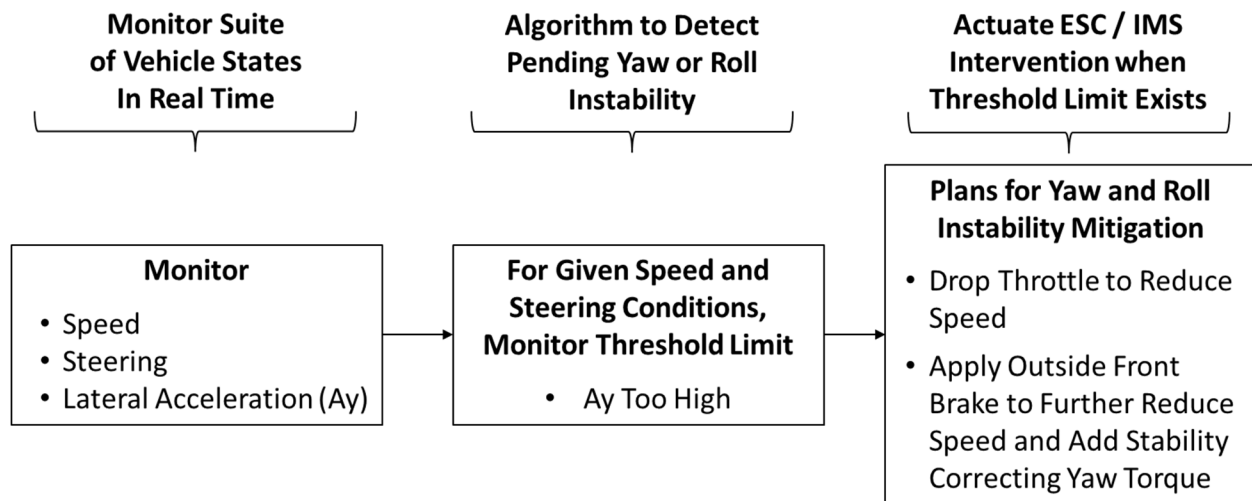 Monitor Suite
of Vehicle States
In Real Time
Algorithm to Detect
Pending Yaw or Roll
Instability
Actuate ESC / IMS
Intervention when
Threshold Limit Exists
Monitor
• Speed
• Steering
• Lateral Acceleration (Ay)
For Given Speed and
Steering Conditions,
Monitor Threshold Limit
• Ay Too High
Plans for Yaw and Roll
Instability Mitigation
• Drop Throttle to Reduce
Speed
• Apply Outside Front
Brake to Further Reduce
Speed and Add Stability
Correcting Yaw Torque